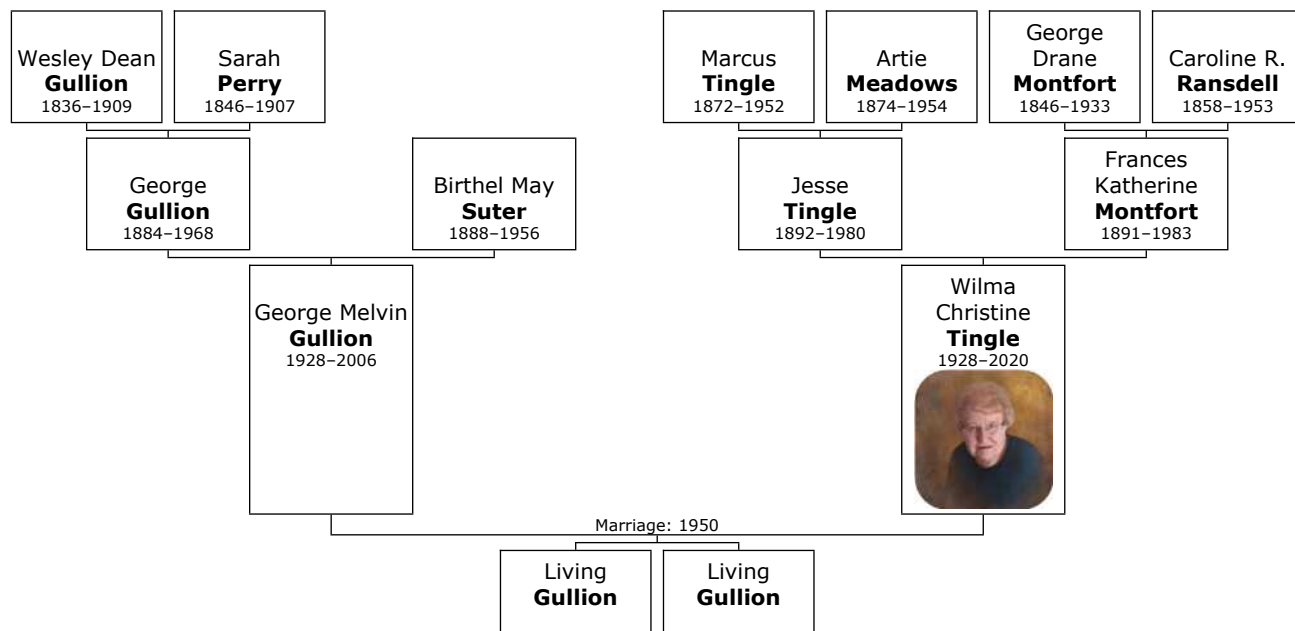 Wesley Dean
Gullion
1836–1909
Sarah
Perry
1846–1907
Marcus
Tingle
1872–1952
Artie
Meadows
1874–1954
George
Drane
Montfort
1846–1933
Caroline R.
Ransdell
1858–1953
George
Gullion
1884–1968
Birthel May
Suter
1888–1956
Jesse
Tingle
1892–1980
Frances
Katherine
Montfort
1891–1983
George Melvin
Gullion
1928–2006
Wilma
Christine
Tingle
1928–2020
Marriage: 1950
Living
Gullion
Living
Gullion